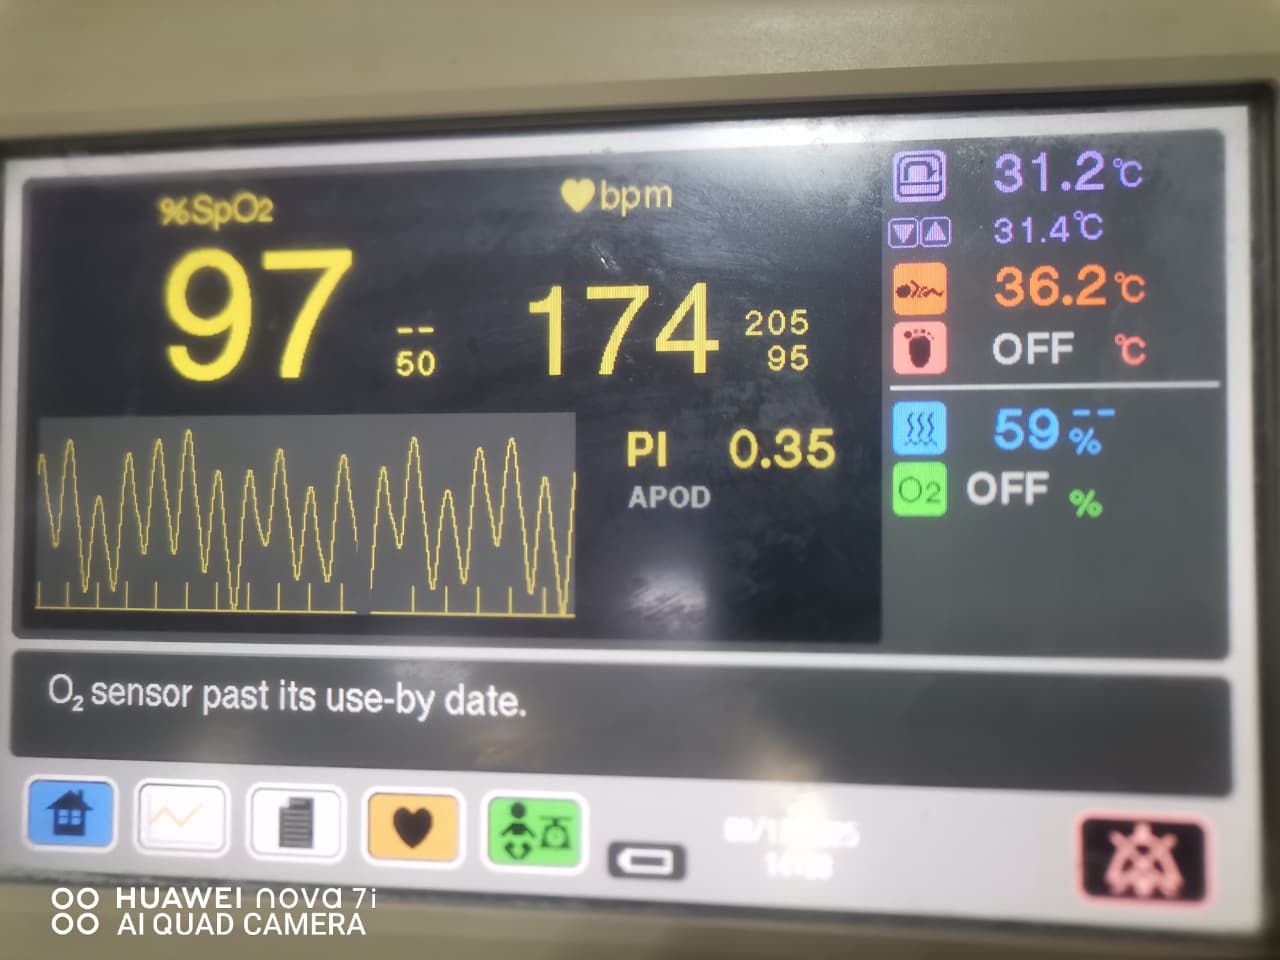 %SpO2
bpm
97
--
50
174
205
95
PI 0.35
APOD
31.2℃
31.4℃
36.2℃
OFF ℃
59 --
%
O2 OFF %
O₂ sensor past its use-by date.
HUAWEI nova 7i
AI QUAD CAMERA